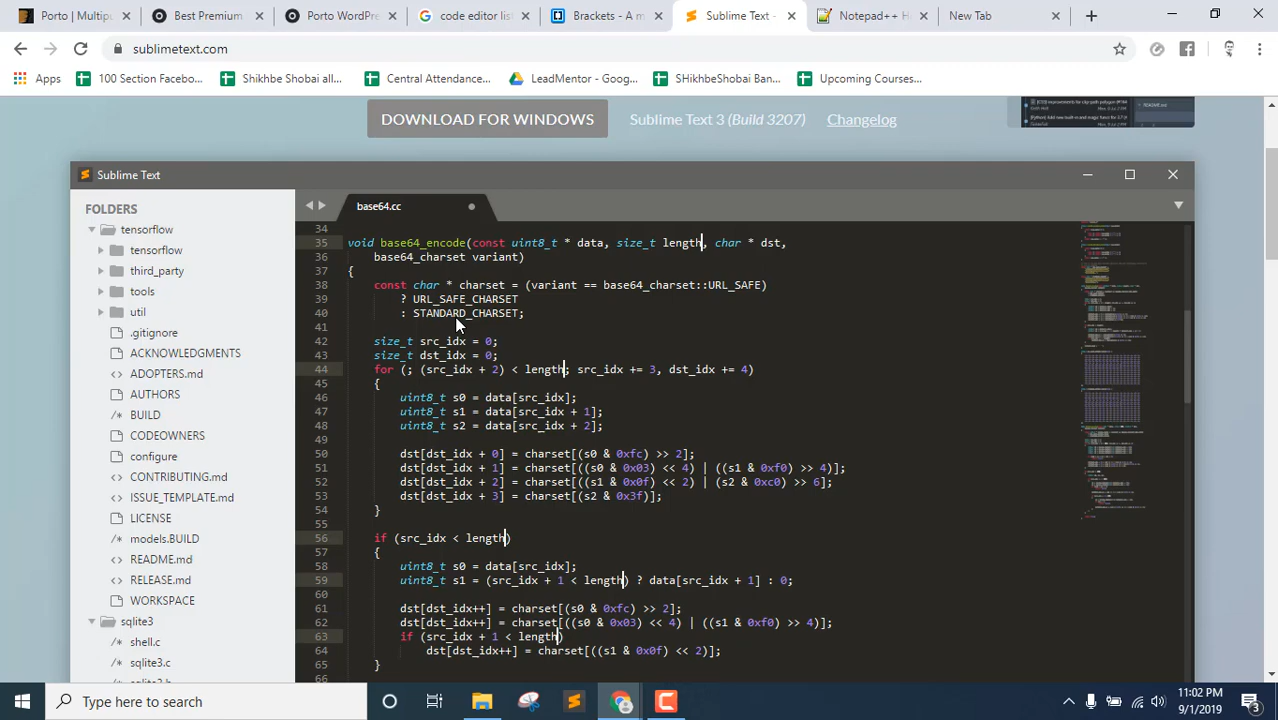 Porto | Multipu
Best Premium
Porto WordPre
code editor list
Brackets - A m
Sublime Text -
Notepad++ H
New Tab
sublimetext.com
Apps
100 Section Facebo...
Shikhbe Shobai all...
Central Attendance...
LeadMentor - Goog...
SHikhbeShobai Ban...
Upcoming Courses...
DOWNLOAD FOR WINDOWS
Sublime Text 3 (Build 3207)
Changelog
Sublime Text
FOLDERS
base64.cc
tensorflow
tensorflow
third_party
tools
util
.gitignore
ACKNOWLEDGMENTS
ADOPTERS.md
AUTHORS
BUILD
CODEOWNERS
configure
CONTRIBUTING.md
ISSUE_TEMPLATE.md
LICENSE
models.BUILD
README.md
RELEASE.md
WORKSPACE
sqlite3
shell.c
sqlite3.c
sqlite3.h
34
35 void base64_encode(const uint8_t * data, size_t length, char * dst,
36 base64_charset variant)
37 {
38 const char * charset = (variant == base64_charset::URL_SAFE)
40 STANDARD_CHARSET;
41
42 size_t src_idx = 0;
43 size_t dst_idx = 0;
44 for (; (src_idx + 2) < length; src_idx += 3, dst_idx += 4)
45 {
46 uint8_t s0 = data[src_idx];
47 uint8_t s1 = data[src_idx + 1];
48 uint8_t s2 = data[src_idx + 2];
49
50 dst[dst_idx + 0] = charset[(s0 & 0xfc) >> 2];
51 dst[dst_idx + 1] = charset[((s0 & 0x03) << 4) | ((s1 & 0xf0) >> 4)];
52 dst[dst_idx + 2] = charset[((s1 & 0x0f) << 2) | (s2 & 0xc0) >> 6];
53 dst[dst_idx + 3] = charset[(s2 & 0x3f)];
54 }
55
56 if (src_idx < length)
57 {
58 uint8_t s0 = data[src_idx];
59 uint8_t s1 = (src_idx + 1 < length) ? data[src_idx + 1] : 0;
60
61 dst[dst_idx++] = charset[(s0 & 0xfc) >> 2];
62 dst[dst_idx++] = charset[((s0 & 0x03) << 4) | ((s1 & 0xf0) >> 4)];
63 if (src_idx + 1 < length)
64 dst[dst_idx++] = charset[((s1 & 0x0f) << 2)];
65 }
66
Type here to search
11:02 PM
9/1/2019
3